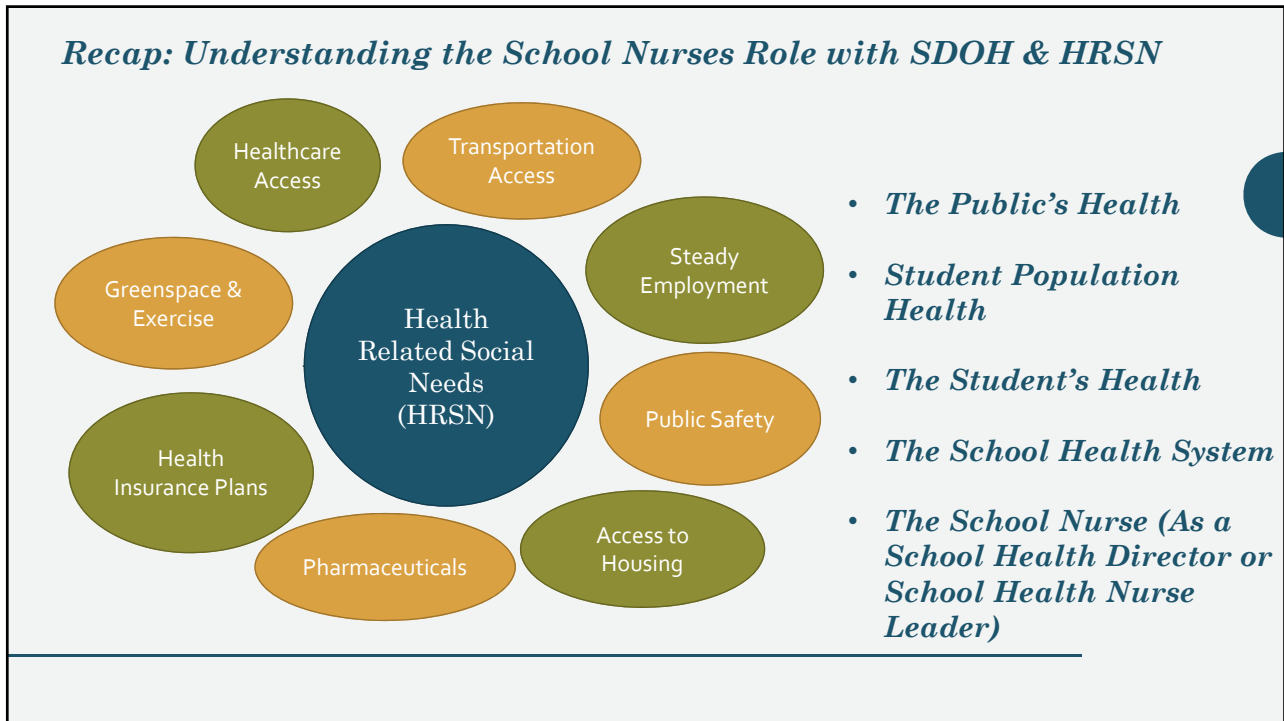 Recap: Understanding the School Nurses Role with SDOH & HRSN
Healthcare
Access
Transportation
Access
Steady
Employment
Public Safety
Access to
Housing
Pharmaceuticals
Health
Insurance Plans
Greenspace &
Exercise
Health
Related Social
Needs
(HRSN)
• The Public’s Health
• Student Population
Health
• The Student’s Health
• The School Health System
• The School Nurse (As a
School Health Director or
School Health Nurse
Leader)